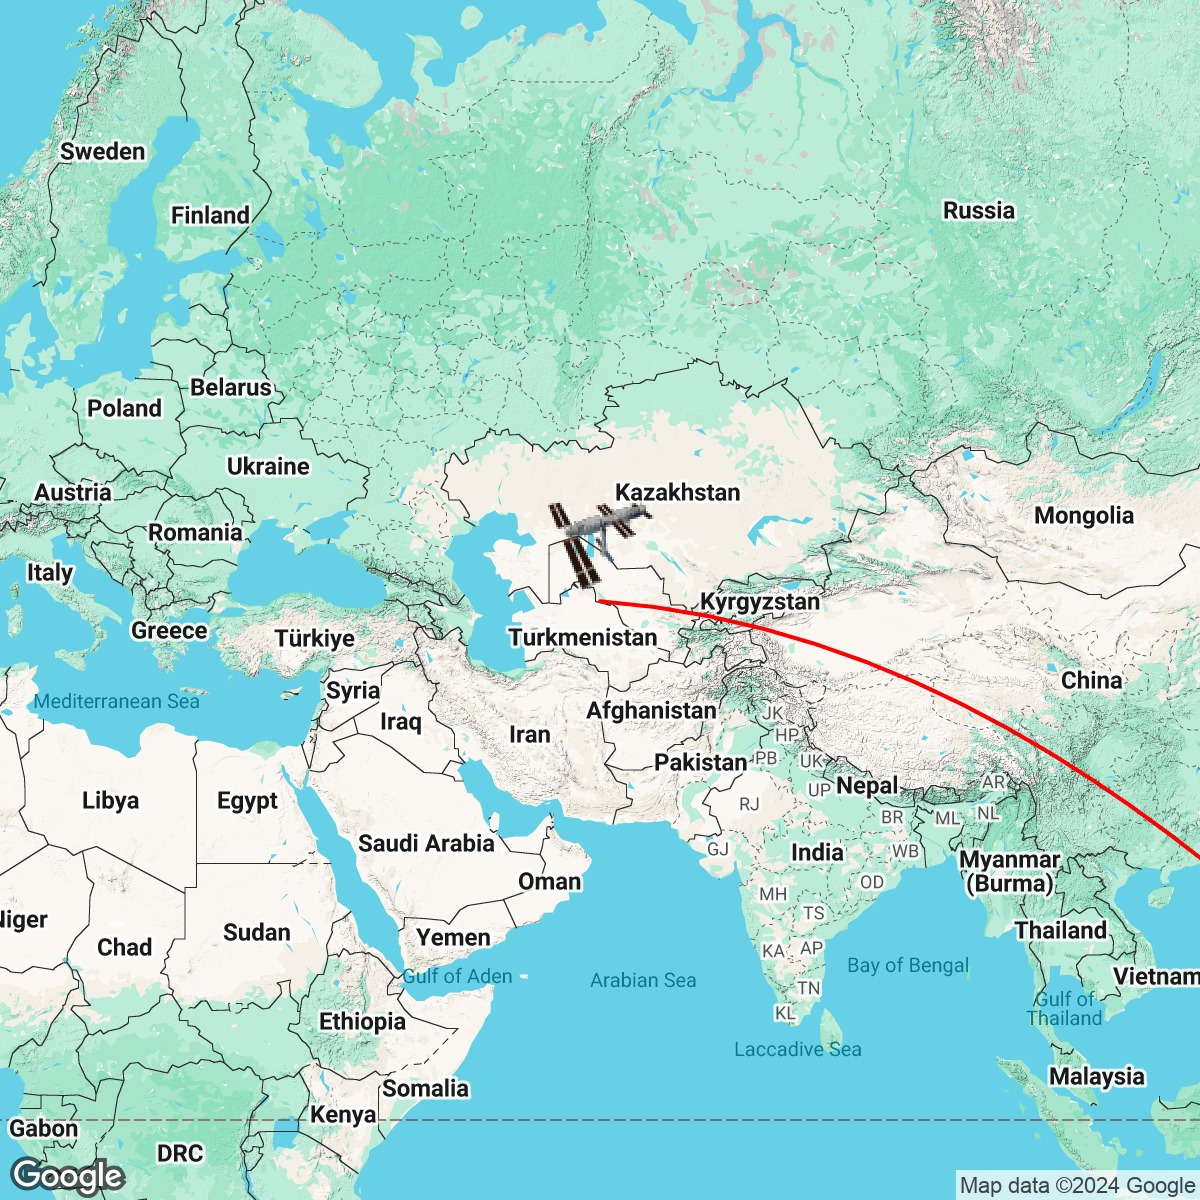 Sweden
Finland
Russia
Belarus
Poland
Ukraine
Austria
Kazakhstan
Mongolia
Romania
Italy
Kyrgyzstan
Greece
Türkiye
Turkmenistan
China
Syria
Mediterranean Sea
Afghanistan
JK
Iraq
Iran
HP
Pakistan
PB
UK
AR
Nepal
UP
Libya
Egypt
RJ
BR
ML
NL
Saudi Arabia
GJ
India
WB
Myanmar
(Burma)
Oman
OD
MH
TS
Niger
Sudan
Thailand
Yemen
Chad
KA
AP
Bay of Bengal
Gulf of Aden
Arabian Sea
Vietnam
TN
Gulf of
Thailand
KL
Ethiopia
Laccadive Sea
Malaysia
Somalia
Kenya
Gabon
DRC
Google
Map data ©2024 Google